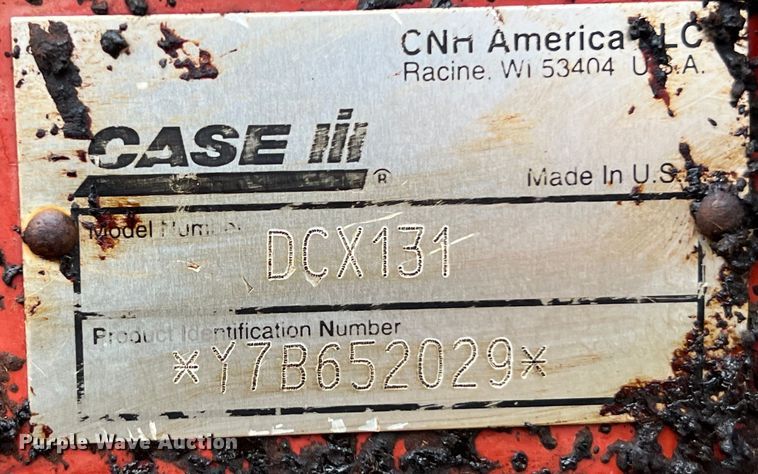 CNH America LLC
Racine, WI 53404 U.S.A.
CASE III
®
Made In U.S.
Model Number
DCX131
Product Identification Number
*Y7B652029*
Purple Wave Auction